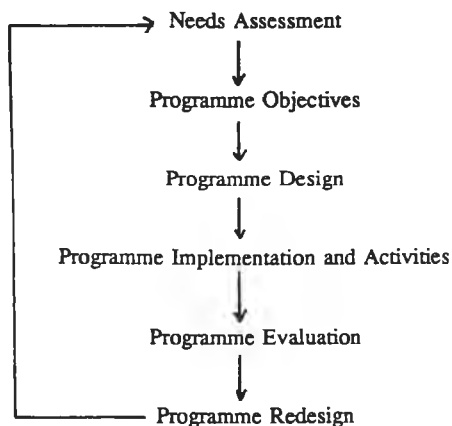 Needs Assessment
Programme Objectives
Programme Design
Programme Implementation and Activities
Programme Evaluation
Programme Redesign